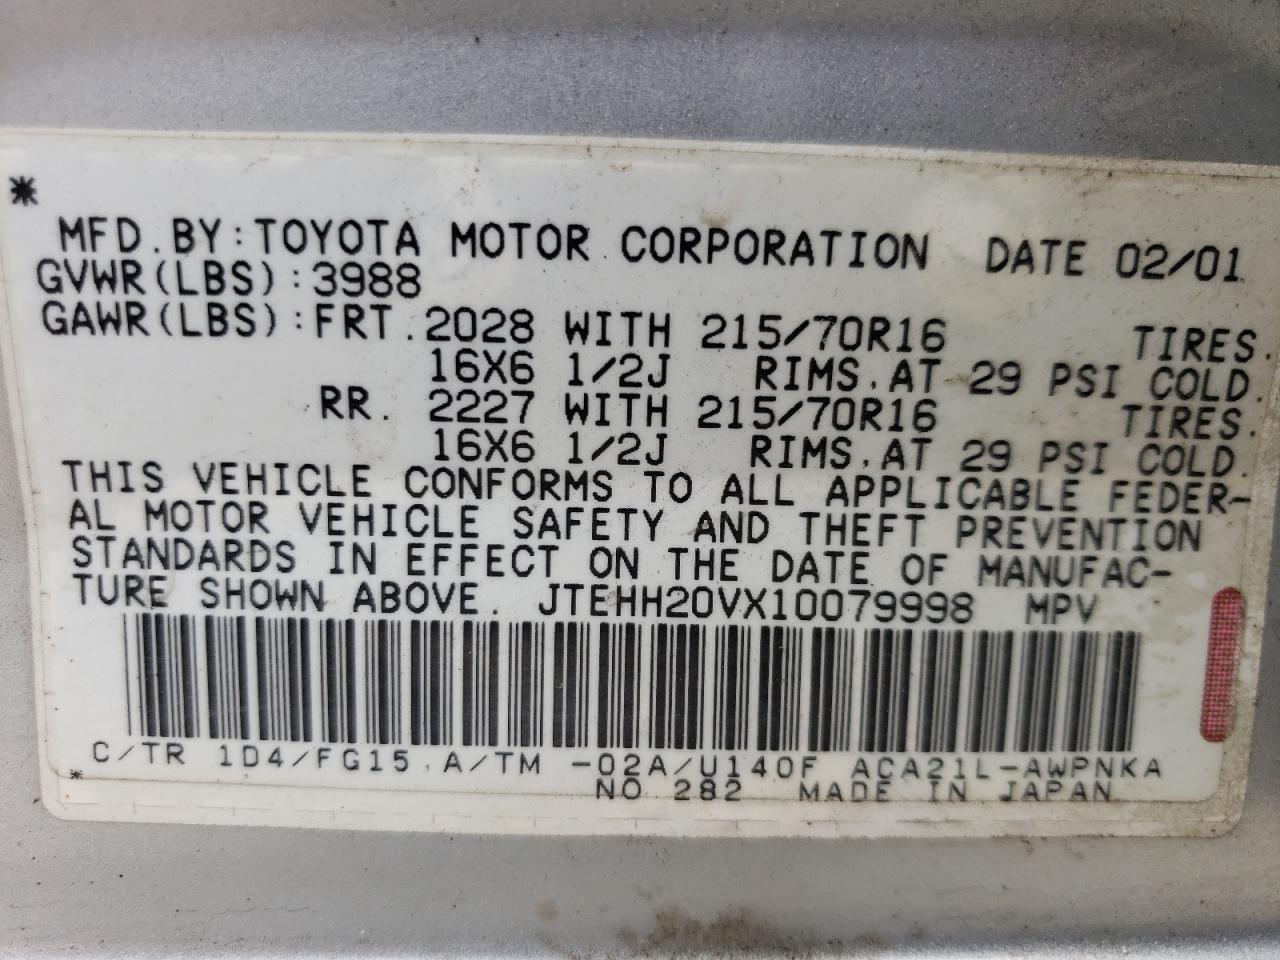 *
MFD.BY:TOYOTA MOTOR CORPORATION DATE 02/01
GVWR(LBS):3988
GAWR(LBS):FRT.2028 WITH 215/70R16 TIRES.
16X6 1/2J RIMS.AT 29 PSI COLD.
RR. 2227 WITH 215/70R16 TIRES.
16X6 1/2J RIMS.AT 29 PSI COLD.
THIS VEHICLE CONFORMS TO ALL APPLICABLE FEDER-
AL MOTOR VEHICLE SAFETY AND THEFT PREVENTION
STANDARDS IN EFFECT ON THE DATE OF MANUFAC-
TURE SHOWN ABOVE. JTEHH20VX10079998 MPV
C/TR 1D4/FG15.A/TM -02A/U140F ACA21L-AWPNKA
* NO 282 MADE IN JAPAN